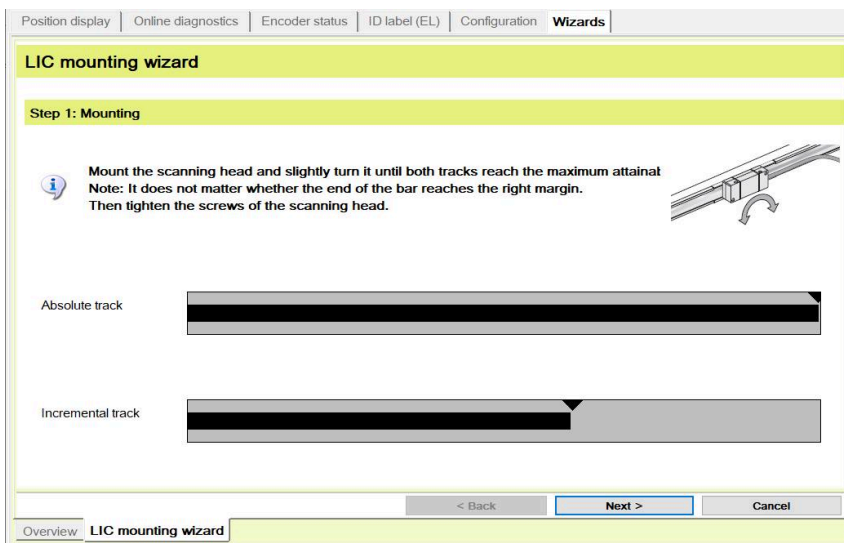 Position display
Online diagnostics
Encoder status
ID label (EL)
Configuration
Wizards
LIC mounting wizard
Step 1: Mounting
Mount the scanning head and slightly turn it until both tracks reach the maximum attainab
Note: It does not matter whether the end of the bar reaches the right margin.
Then tighten the screws of the scanning head.
Absolute track
Incremental track
< Back
Next >
Cancel
Overview
LIC mounting wizard